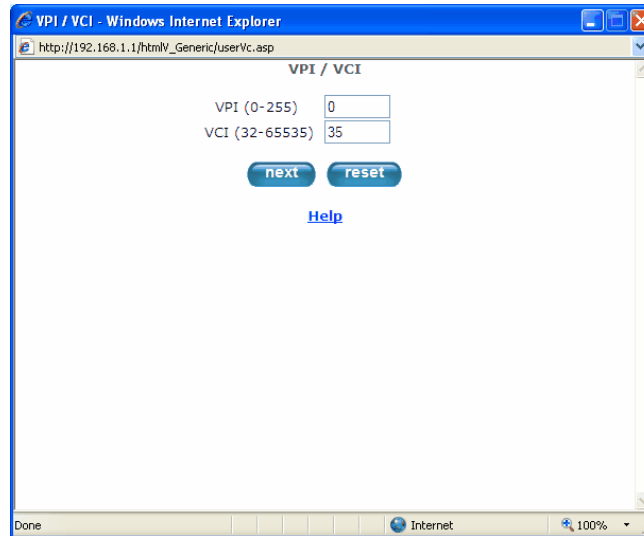 VPI / VCI - Windows Internet Explorer
http://192.168.1.1/htmlV_Generic/userVc.asp
VPI / VCI
VPI (0-255) 0
VCI (32-65535) 35
next reset
Help
Done Internet 100%